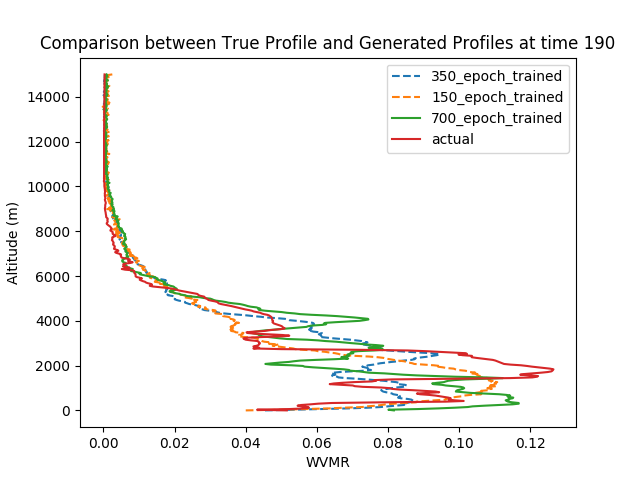 Comparison between True Profile and Generated Profiles at time 190
350_epoch_trained
150_epoch_trained
700_epoch_trained
actual
Altitude (m)
14000
12000
10000
8000
6000
4000
2000
0
0.00 0.02 0.04 0.06 0.08 0.10 0.12
WVMR